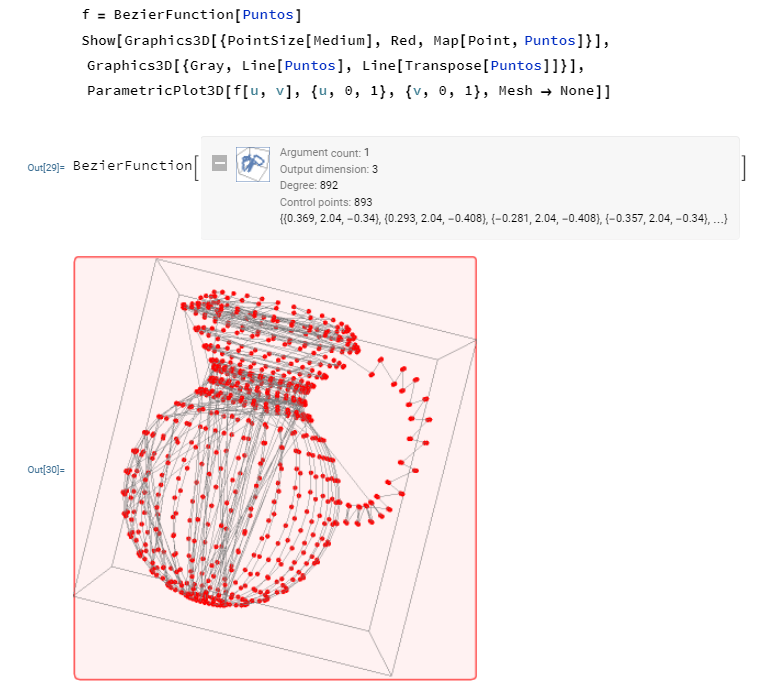 f = BezierFunction[Puntos]
Show[Graphics3D[{PointSize[Medium], Red, Map[Point, Puntos]}],
Graphics3D[{Gray, Line[Puntos], Line[Transpose[Puntos]]}],
ParametricPlot3D[f[u, v], {u, 0, 1}, {v, 0, 1}, Mesh → None]]
Out[29]= BezierFunction[
Argument count: 1
Output dimension: 3
Degree: 892
Control points: 893
{{0.369, 2.04, −0.34}, {0.293, 2.04, −0.408}, {−0.281, 2.04, −0.408}, {−0.357, 2.04, −0.34}, …}
]
Out[30]=